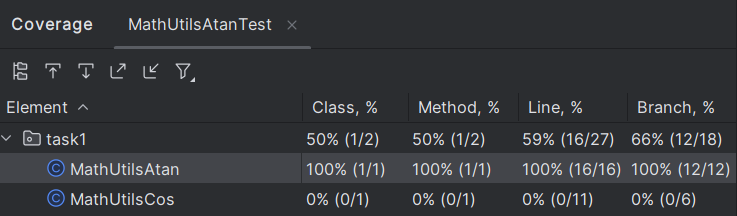 Coverage MathUtilsAtanTest ×
Element Class, % Method, % Line, % Branch, %
task1 50% (1/2) 50% (1/2) 59% (16/27) 66% (12/18)
MathUtilsAtan 100% (1/1) 100% (1/1) 100% (16/16) 100% (12/12)
MathUtilsCos 0% (0/1) 0% (0/1) 0% (0/11) 0% (0/6)